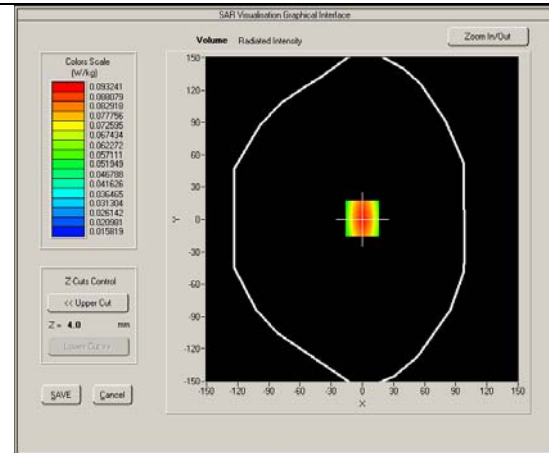 SAR Visualisation Graphical Interface
Volume Radiated Intensity
Zoom In/Out
Colors Scale
(W/kg)
0.093241
0.088079
0.082918
0.077756
0.072595
0.067434
0.062272
0.057111
0.051949
0.046788
0.041626
0.036465
0.031304
0.026142
0.020981
0.015819
Z Cuts Control
<< Upper Cut
Z = 4.0 mm
Lower Cut >>
SAVE Cancel
Y
150
120
90
60
30
0
-30
-60
-90
-120
-150
-150 -120 -90 -60 -30 0 30 60 90 120 150
X